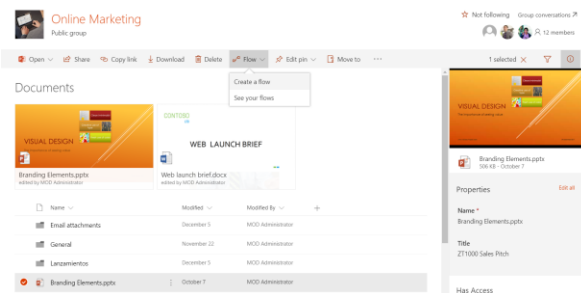 Online Marketing
Public group
Not following
Group conversations
12 members
Open
Share
Copy link
Download
Delete
Flow
Edit pin
Move to
...
1 selected
Create a flow
See your flows
Documents
VISUAL DESIGN
Branding Elements.pptx
edited by MOD Administrator
CONTOSO
WEB LAUNCH BRIEF
Web launch brief.docx
edited by MOD Administrator
Name
Modified
Modified By
Email attachments
December 5
MOD Administrator
General
November 22
MOD Administrator
Lanzamientos
December 5
MOD Administrator
Branding Elements.pptx
October 7
MOD Administrator
VISUAL DESIGN
Branding Elements.pptx
506 KB - October 7
Properties
Edit all
Name *
Branding Elements.pptx
Title
ZT1000 Sales Pitch
Has Access